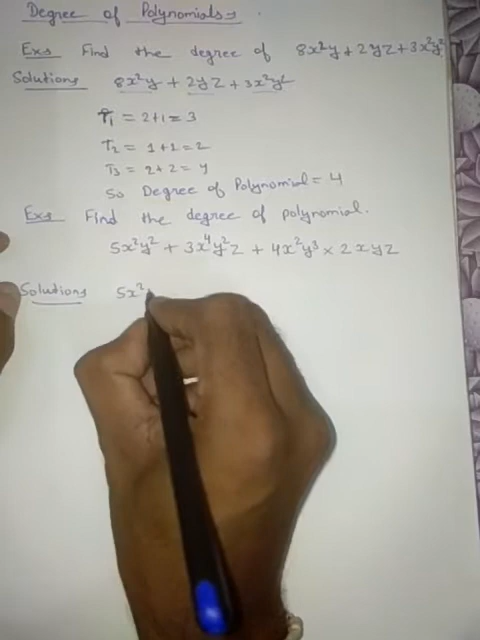 Degree of Polynomials:
Ex: Find the degree of 8x²y + 2yz + 3x²y²
Solution: 8x²y + 2yz + 3x²y²
T₁ = 2+1 = 3
T₂ = 1+1 = 2
T₃ = 2+2 = 4
So Degree of Polynomial = 4
Ex: Find the degree of polynomial.
5x²y² + 3x⁴y²z + 4x²y³ × 2xyz
Solution: 5x²